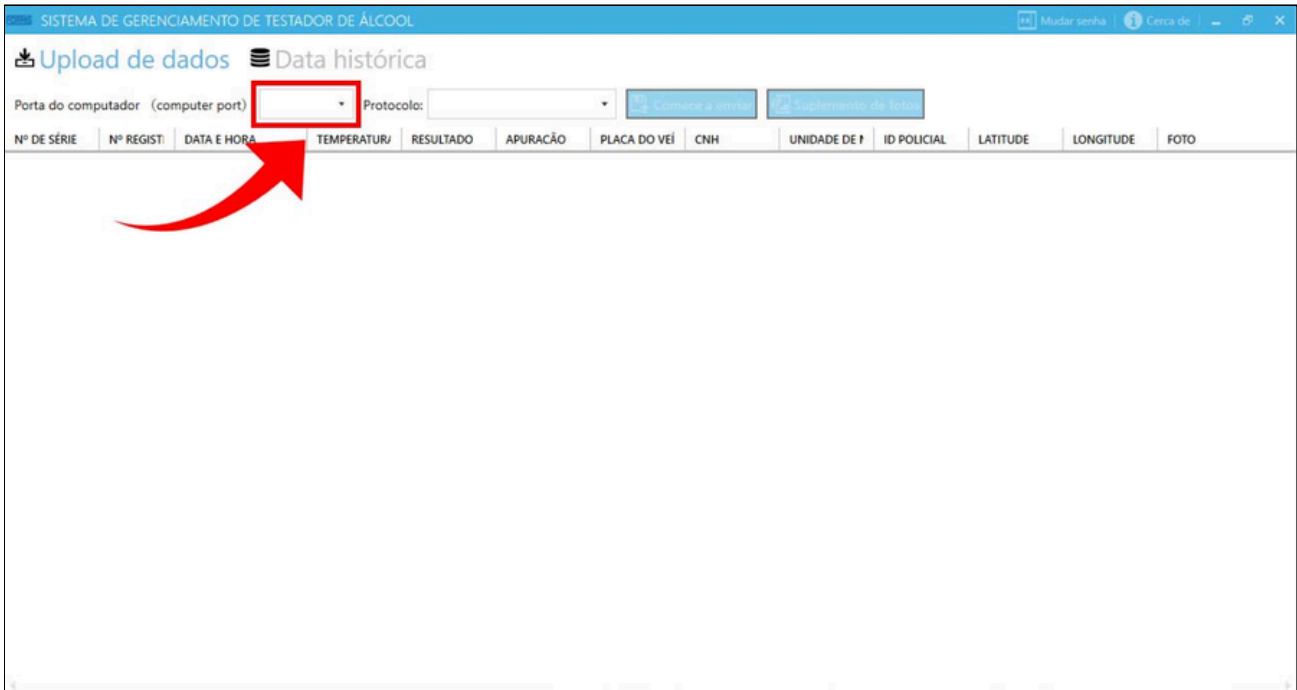 SISTEMA DE GERENCIAMENTO DE TESTADOR DE ÁLCOOL Mudar senha Cerca de
Upload de dados Data histórica
Porta do computador (computer port) Protocolo: Comece a enviar Suplemento de fotos
Nº DE SÉRIE Nº REGISTI DATA E HORA TEMPERATURA RESULTADO APURACÃO PLACA DO VEÍ CNH UNIDADE DE M ID POLICIAL LATITUDE LONGITUDE FOTO